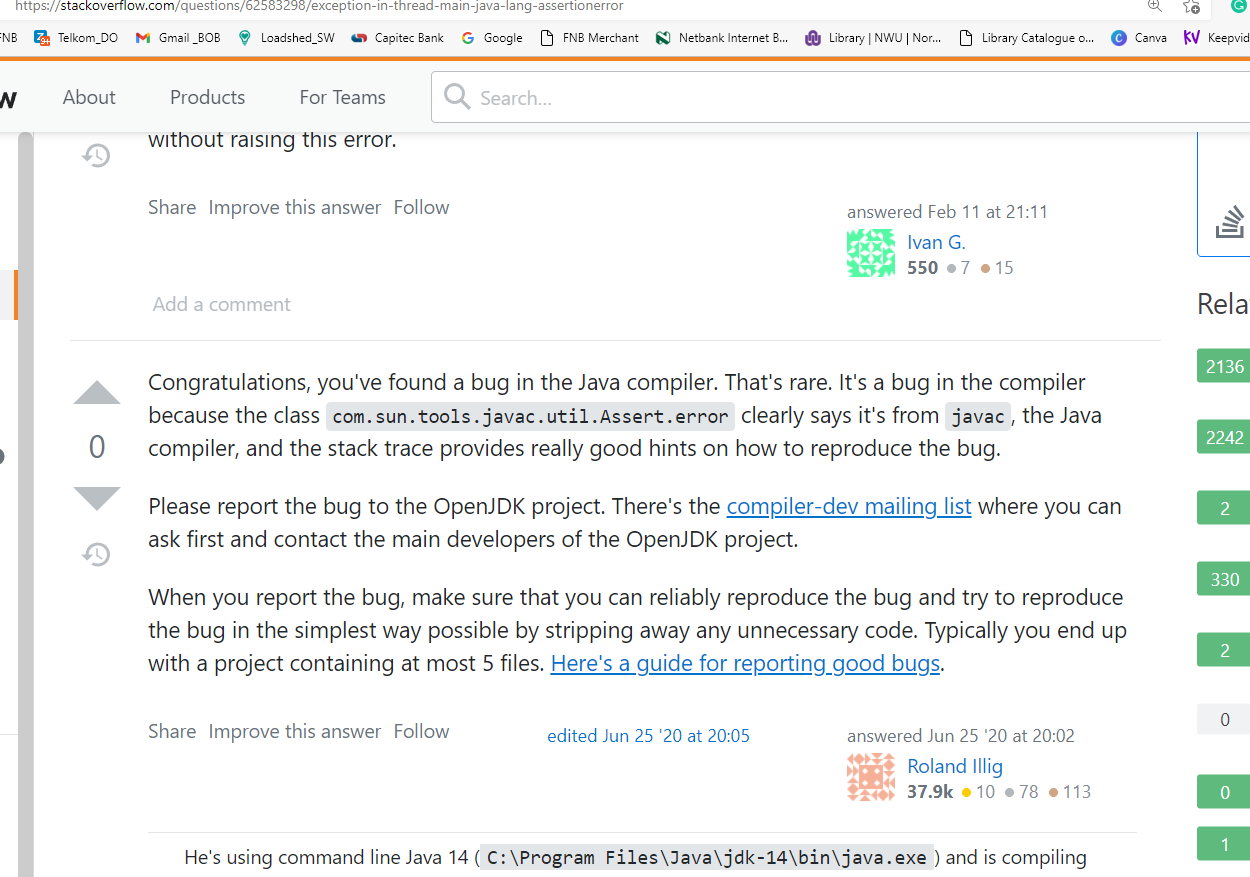 https://stackoverflow.com/questions/62583298/exception-in-thread-main-java-lang-assertionerror
FNB Telkom_DO Gmail _BOB Loadshed_SW Capitec Bank Google FNB Merchant Netbank Internet B... Library | NWU | Nor... Library Catalogue o... Canva Keepvid
w About Products For Teams Search...
without raising this error.
Share Improve this answer Follow
answered Feb 11 at 21:11
Ivan G.
550 7 15
Add a comment
Rela
2136
2242
2
330
2
0
0
1
Congratulations, you've found a bug in the Java compiler. That's rare. It's a bug in the compiler
because the class com.sun.tools.javac.util.Assert.error clearly says it's from javac, the Java
0
compiler, and the stack trace provides really good hints on how to reproduce the bug.
Please report the bug to the OpenJDK project. There's the compiler-dev mailing list where you can
ask first and contact the main developers of the OpenJDK project.
When you report the bug, make sure that you can reliably reproduce the bug and try to reproduce
the bug in the simplest way possible by stripping away any unnecessary code. Typically you end up
with a project containing at most 5 files. Here's a guide for reporting good bugs.
Share Improve this answer Follow
edited Jun 25 '20 at 20:05
answered Jun 25 '20 at 20:02
Roland Illig
37.9k 10 78 113
He's using command line Java 14 (C:\Program Files\Java\jdk-14\bin\java.exe) and is compiling